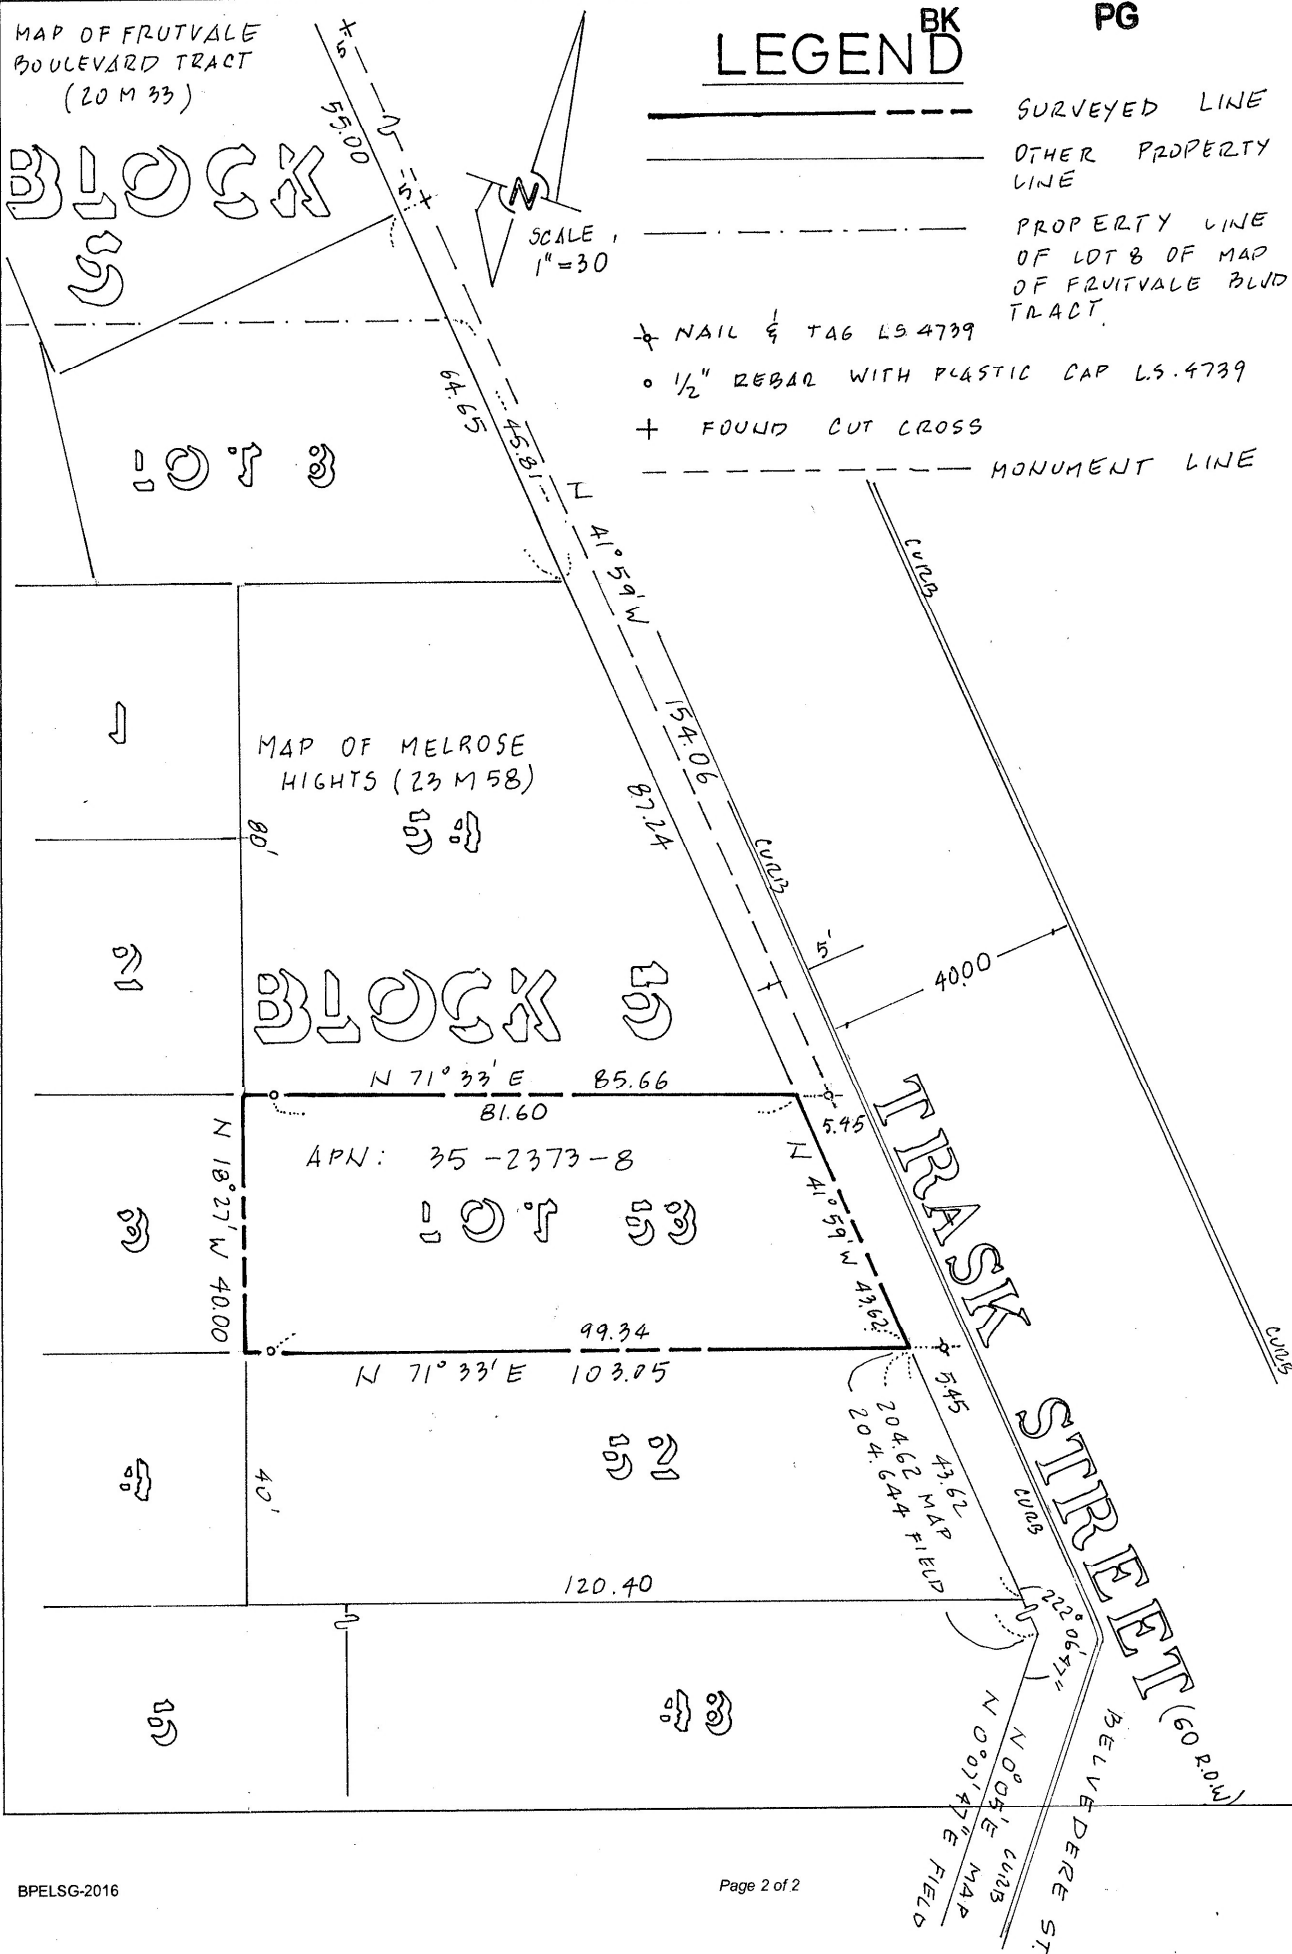 BK
PG
MAP OF FRUTVALE
BOULEVARD TRACT
(20 M 33)
BLOCK
5
LEGEND
SURVEYED LINE
OTHER PROPERTY
LINE
PROPERTY LINE
OF LOT 8 OF MAP
OF FRUITVALE BLVD
TRACT.
NAIL & TAG LS 4739
1/2" REBAR WITH PLASTIC CAP L.S. 4739
FOUND CUT CROSS
MONUMENT LINE
N
SCALE
1"=30
5'
55.00
5'
64.65
45.81
LOT 8
N 41°59'W
154.06
87.24
CURB
CURB
5'
40.00
1
MAP OF MELROSE
HIGHTS (23 M 58)
54
80'
2
BLOCK 5
N 71°33' E 85.66
81.60
5.45
APN: 35-2373-8
LOT 53
N 18°27' W 40.00
N 41°59' W 43.62
3
99.34
N 71°33' E 103.05
5.45
204.62 MAP
204.644 FIELD
43.62
4
40'
52
120.40
222°06'47"
5
48
TRASK STREET (60 R.O.W)
CURB
CURB
N 0°05' E MAP
N 0°07'47" E FIELD
CURB
BELVEDERE ST.
BPELSG-2016
Page 2 of 2